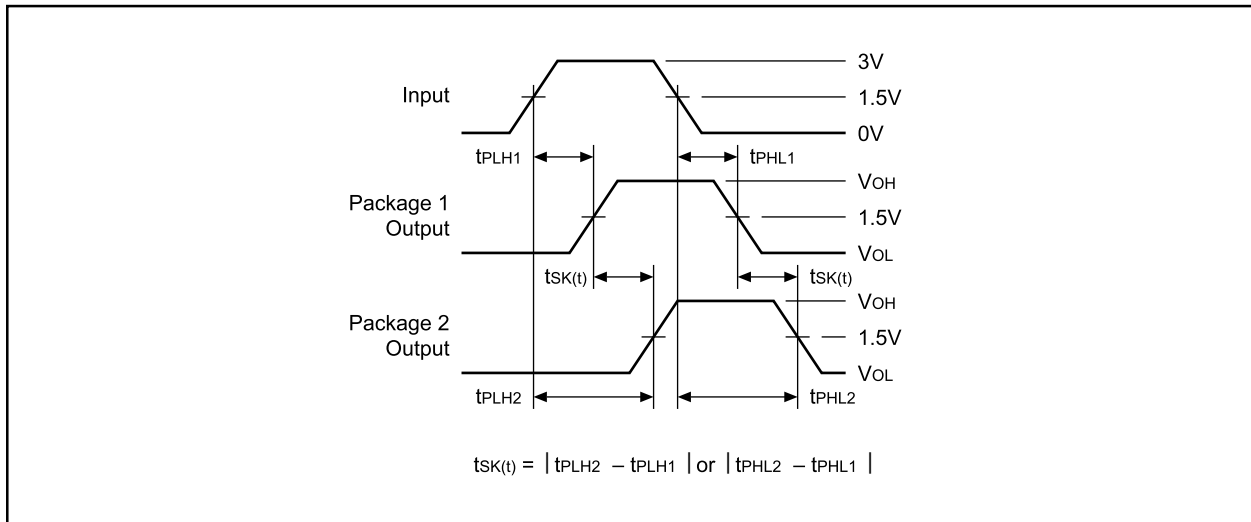 3V
Input
1.5V
0V
tPLH1
tPHL1
VOH
Package 1
Output
1.5V
VOL
tSK(t)
tSK(t)
VOH
Package 2
Output
1.5V
VOL
tPLH2
tPHL2
tSK(t) = | tPLH2 – tPLH1 | or | tPHL2 – tPHL1 |